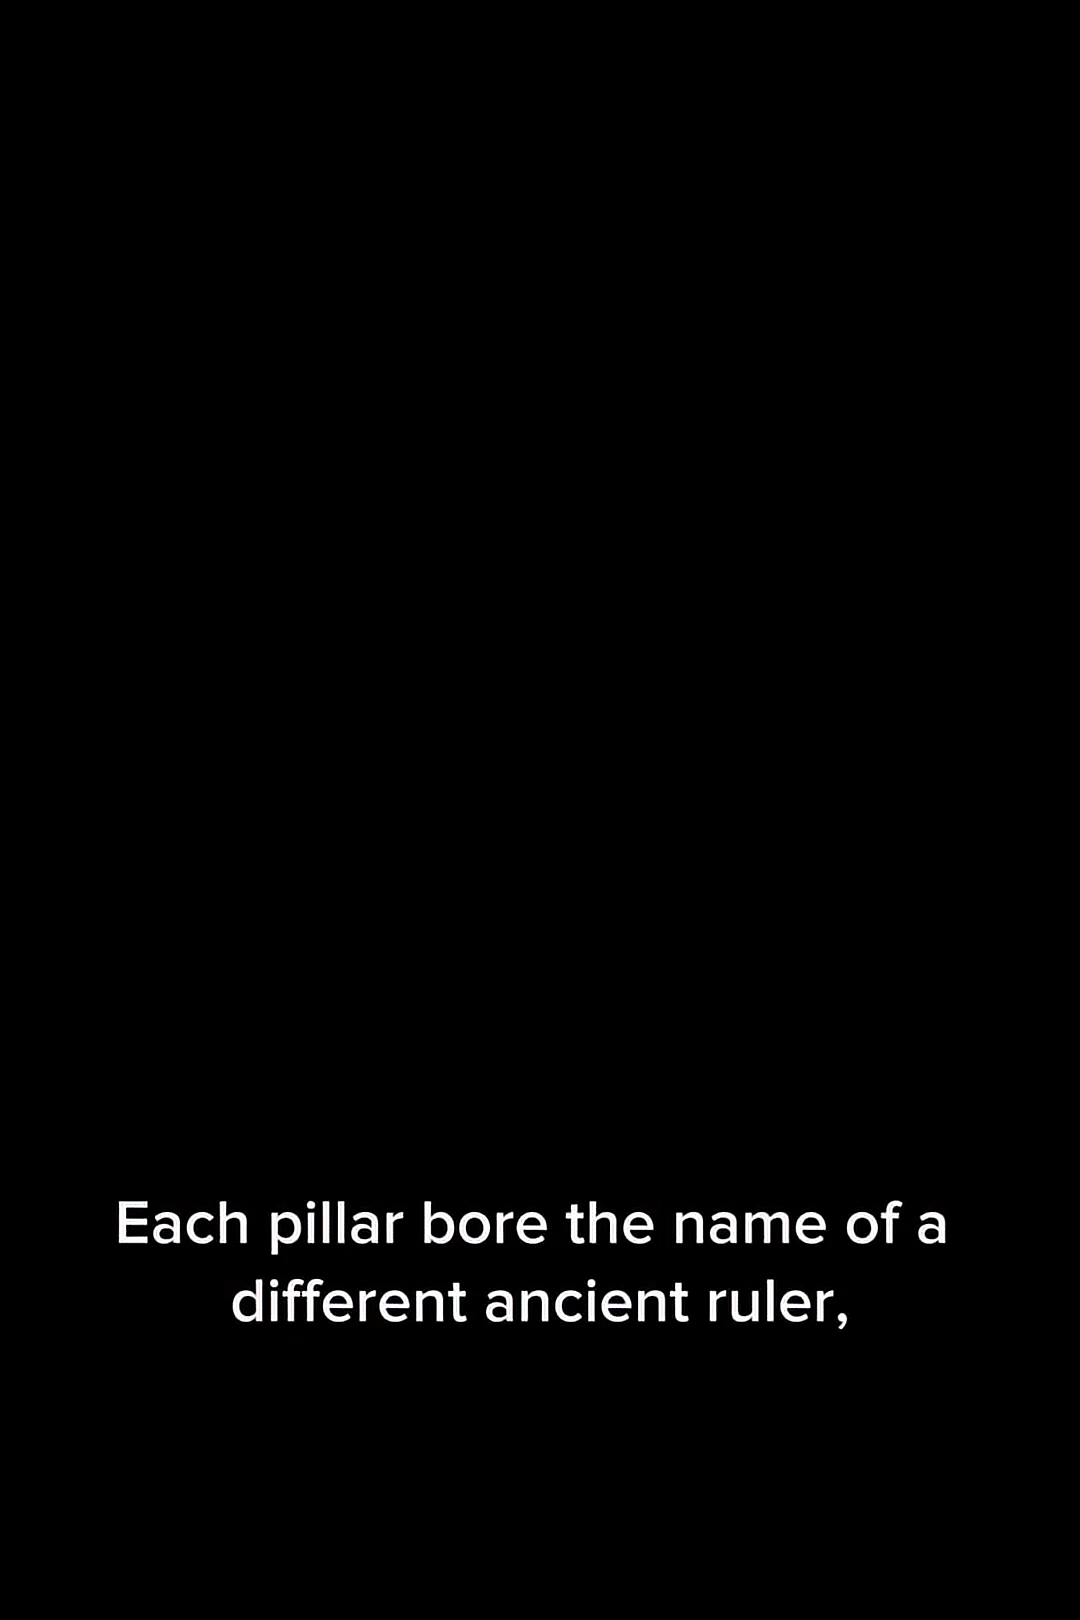 Each pillar bore the name of a
different ancient ruler,